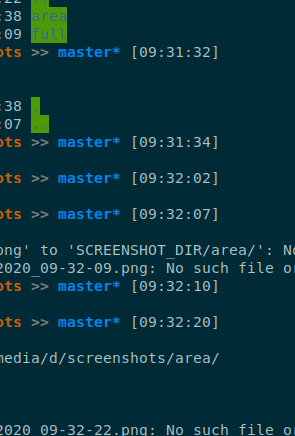 :22 ..
:38 area
:09 full
ots >> master* [09:31:32]
:38 .
:07 ..
ots >> master* [09:31:34]
ots >> master* [09:32:02]
ots >> master* [09:32:07]
ong' to 'SCREENSHOT_DIR/area/': No
2020_09-32-09.png: No such file or
ots >> master* [09:32:10]
ots >> master* [09:32:20]
media/d/screenshots/area/
2020_09-32-22.png: No such file or